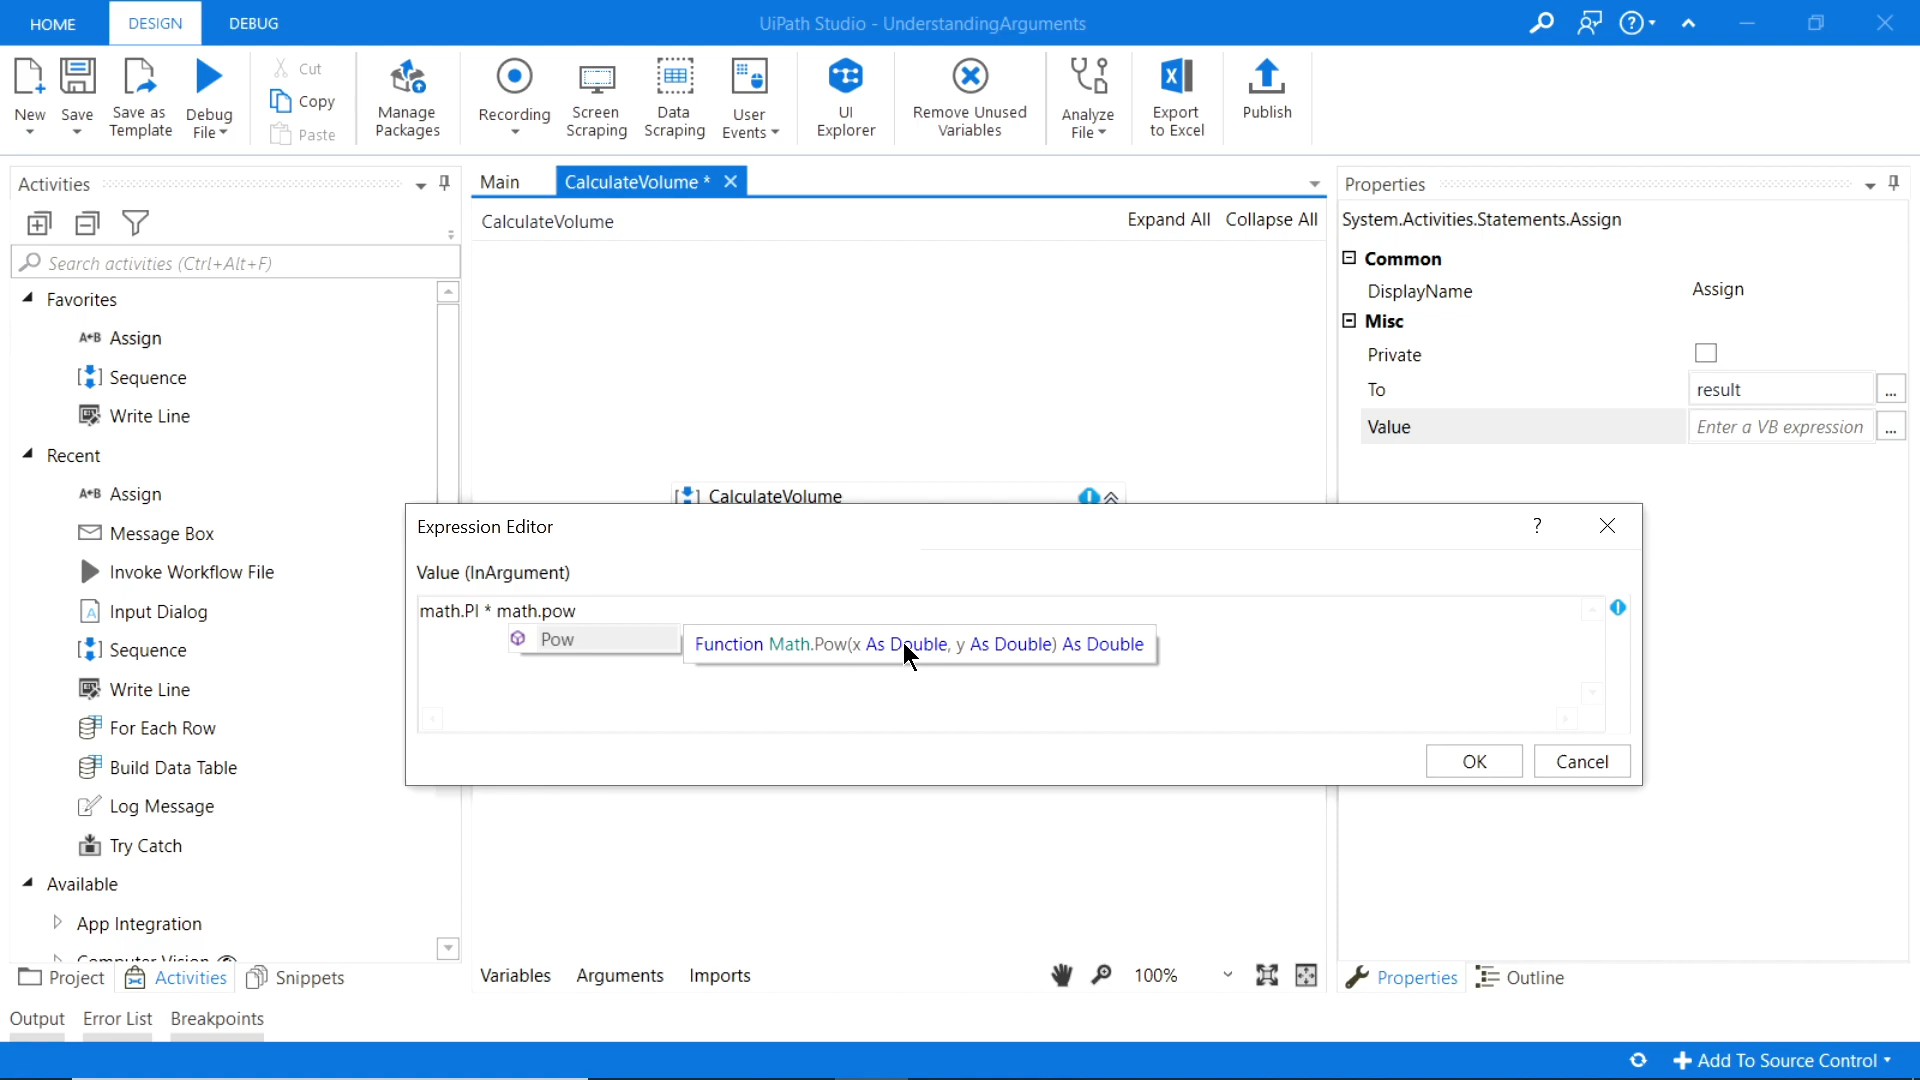 HOME DESIGN DEBUG UiPath Studio - UnderstandingArguments
New Save Save as Template Debug File Cut Copy Paste Manage Packages Recording Screen Scraping Data Scraping User Events UI Explorer Remove Unused Variables Analyze File Export to Excel Publish
Activities
Search activities (Ctrl+Alt+F)
Favorites
A+B Assign
Sequence
Write Line
Recent
A+B Assign
Message Box
Invoke Workflow File
Input Dialog
Sequence
Write Line
For Each Row
Build Data Table
Log Message
Try Catch
Available
App Integration
Computer Vision
Project Activities Snippets
Main CalculateVolume *
CalculateVolume Expand All Collapse All
CalculateVolume
Expression Editor ?
Value (InArgument)
math.PI * math.pow
Pow Function Math.Pow(x As Double, y As Double) As Double
OK Cancel
Variables Arguments Imports 100%
Properties
System.Activities.Statements.Assign
Common
DisplayName Assign
Misc
Private
To result ...
Value Enter a VB expression ...
Properties Outline
Output Error List Breakpoints
Add To Source Control